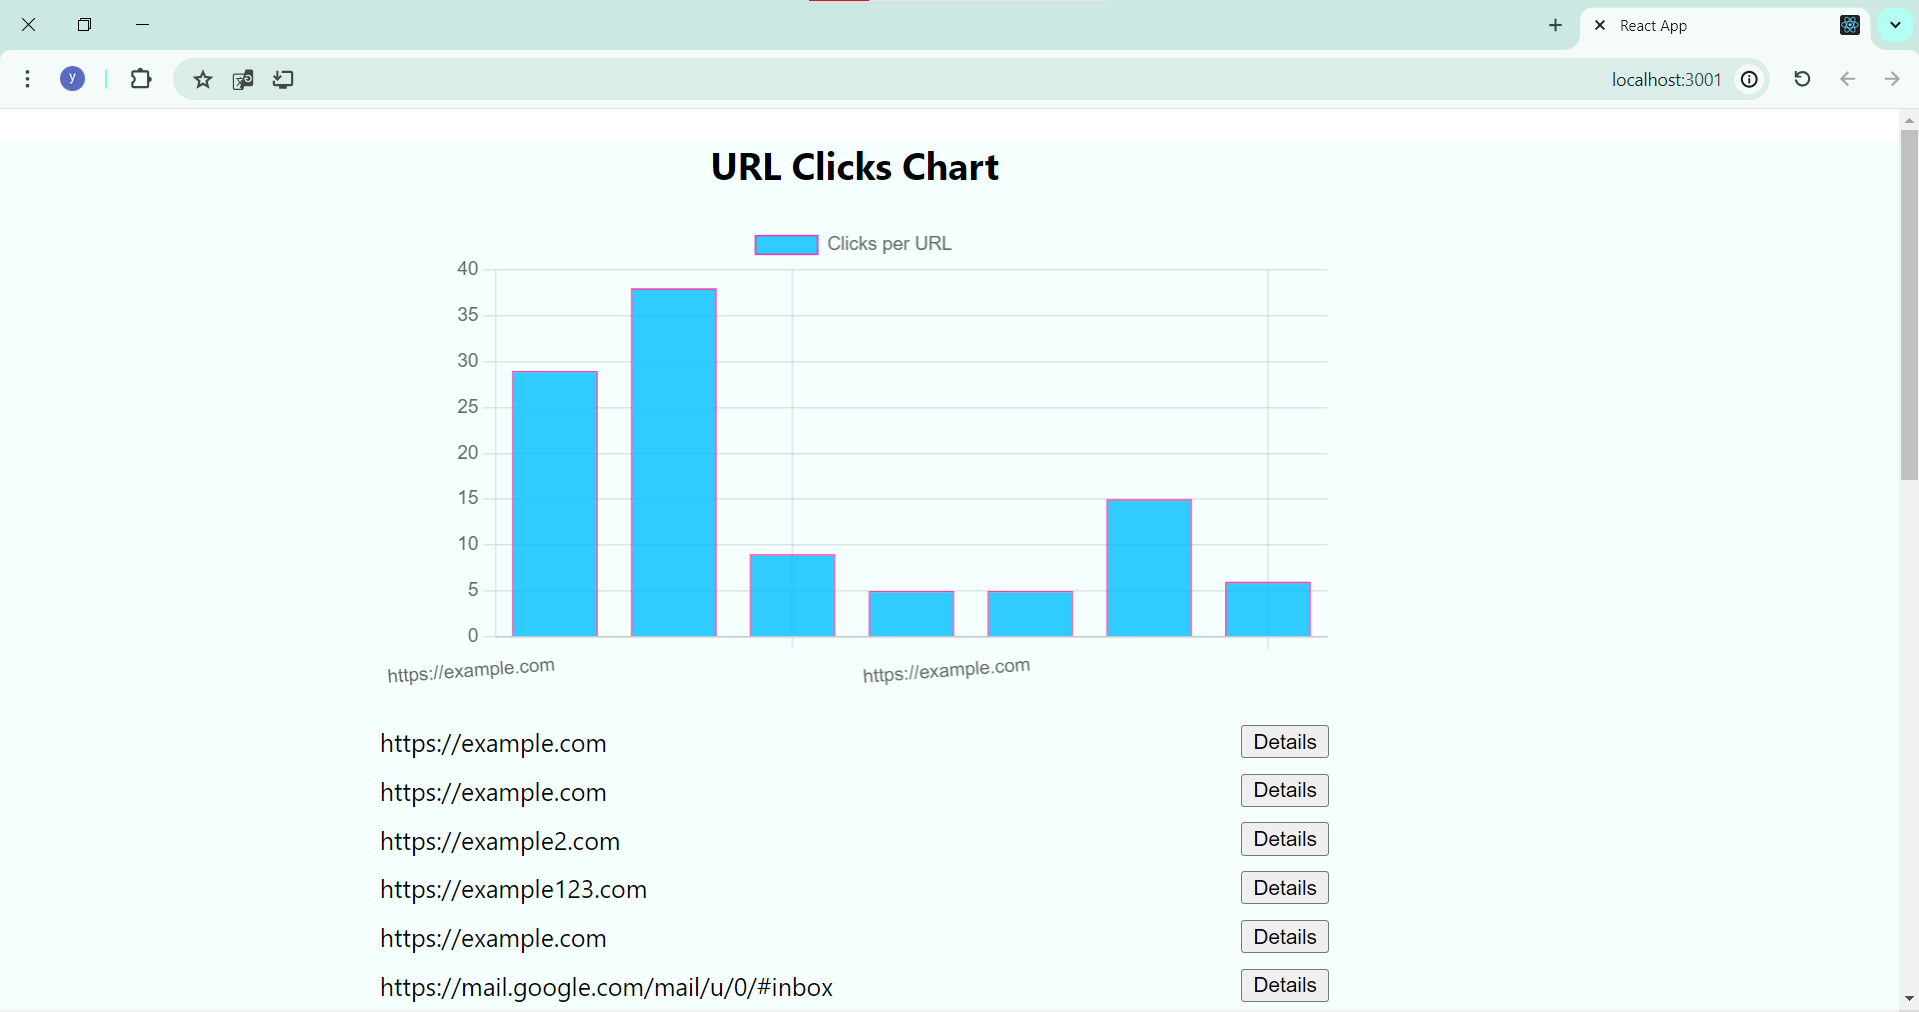 React App
y
localhost:3001
URL Clicks Chart
Clicks per URL
40
35
30
25
20
15
10
5
0
https://example.com
https://example.com
https://example.com Details
https://example.com Details
https://example2.com Details
https://example123.com Details
https://example.com Details
https://mail.google.com/mail/u/0/#inbox Details